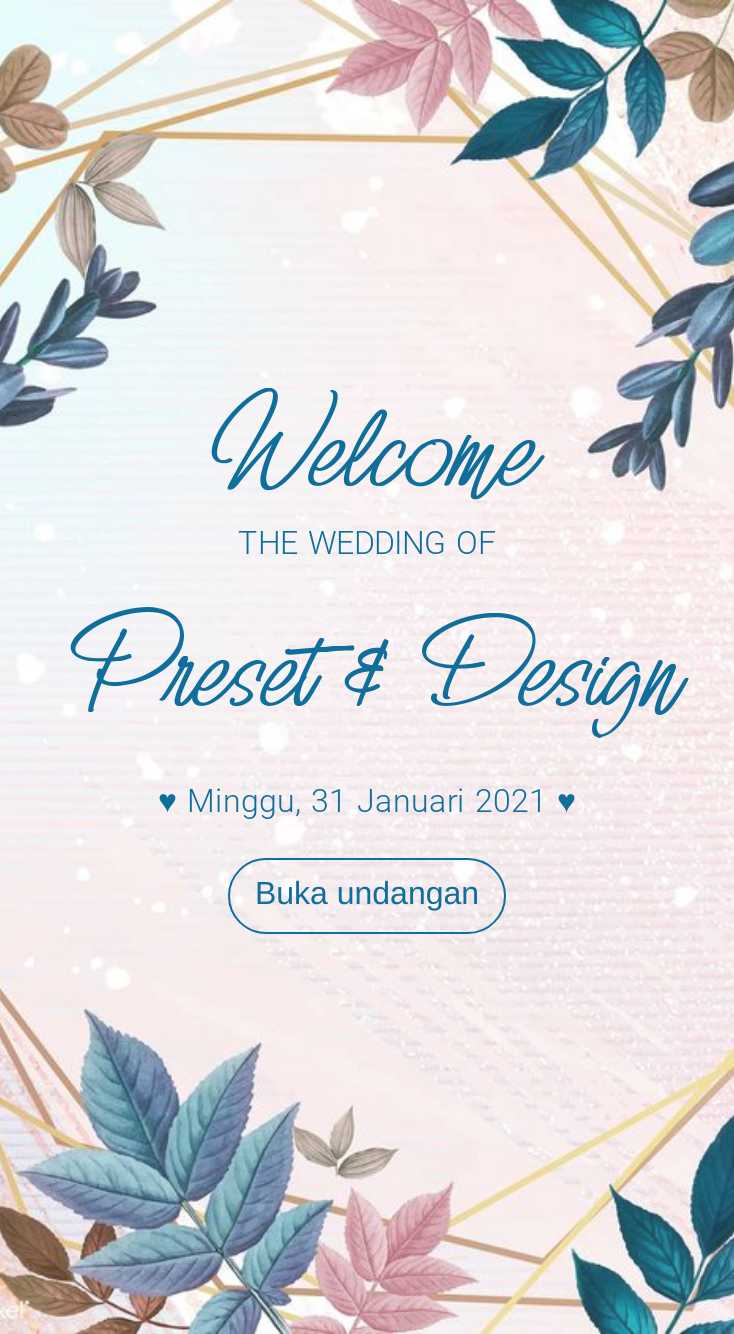 Welcome
THE WEDDING OF
Preset & Design
♥ Minggu, 31 Januari 2021 ♥
Buka undangan